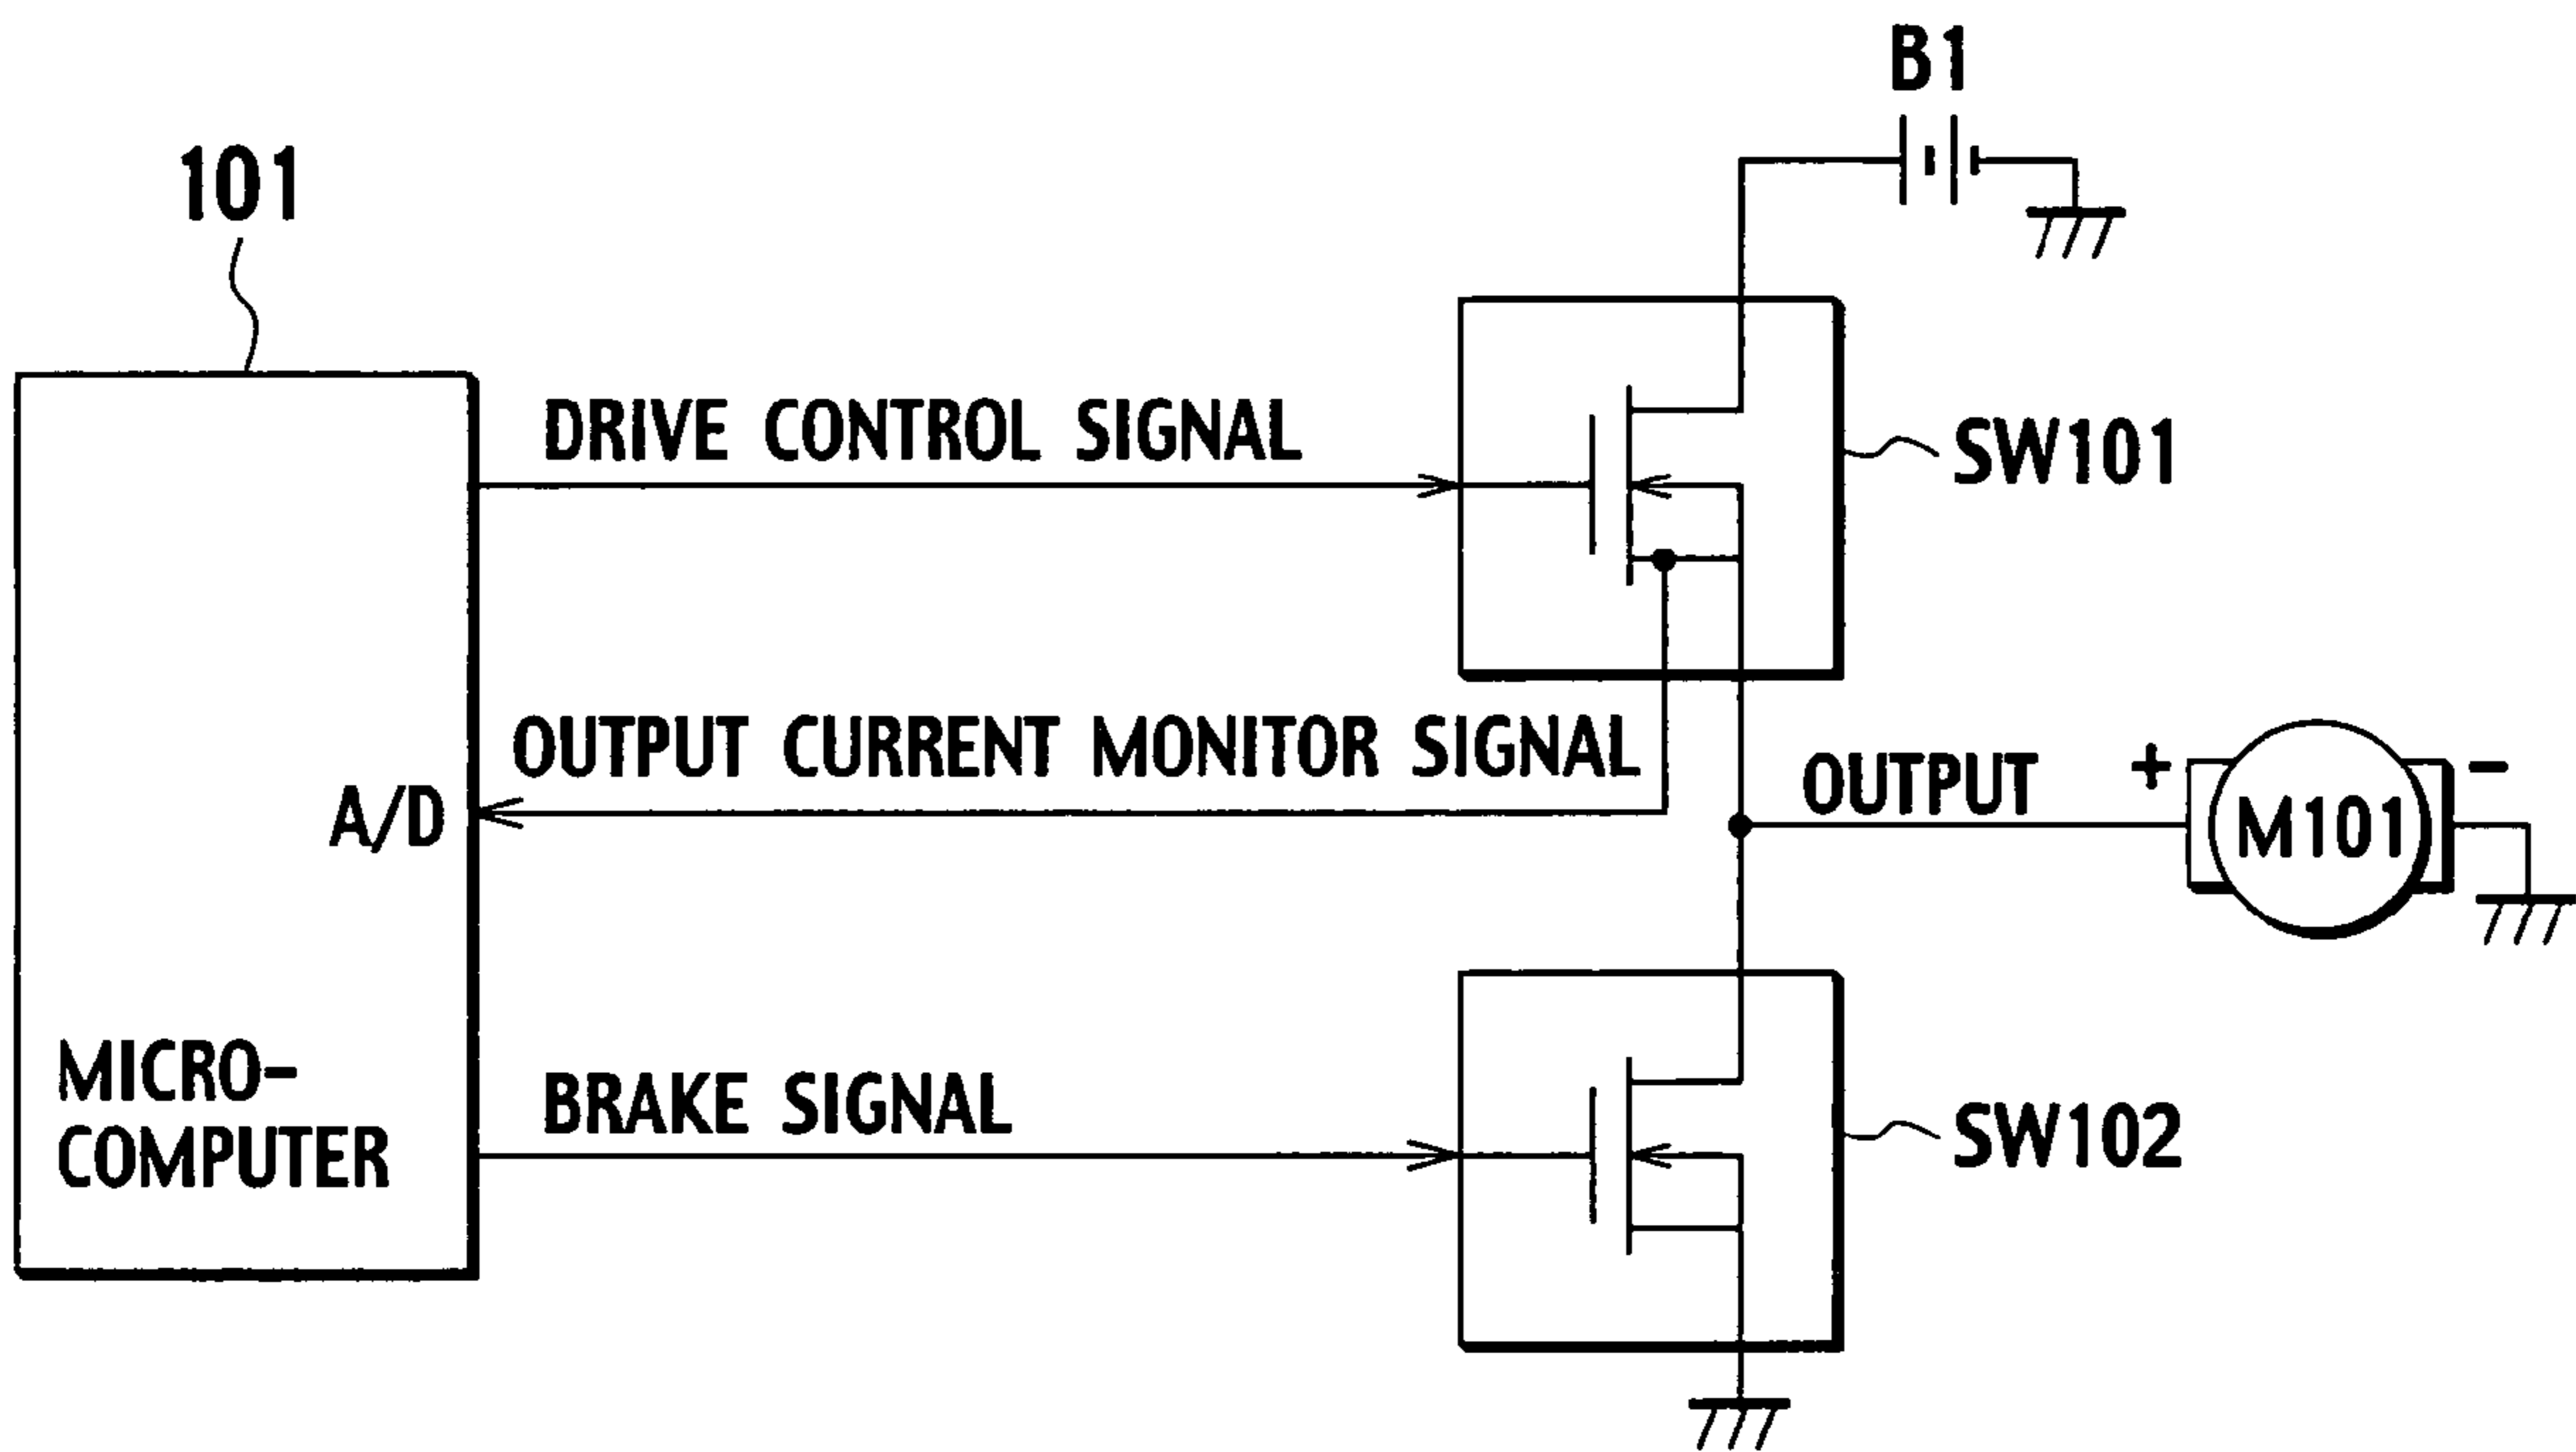 B1
101
DRIVE CONTROL SIGNAL
SW101
OUTPUT CURRENT MONITOR SIGNAL
A/D
OUTPUT
+
-
M101
MICRO-
COMPUTER
BRAKE SIGNAL
SW102